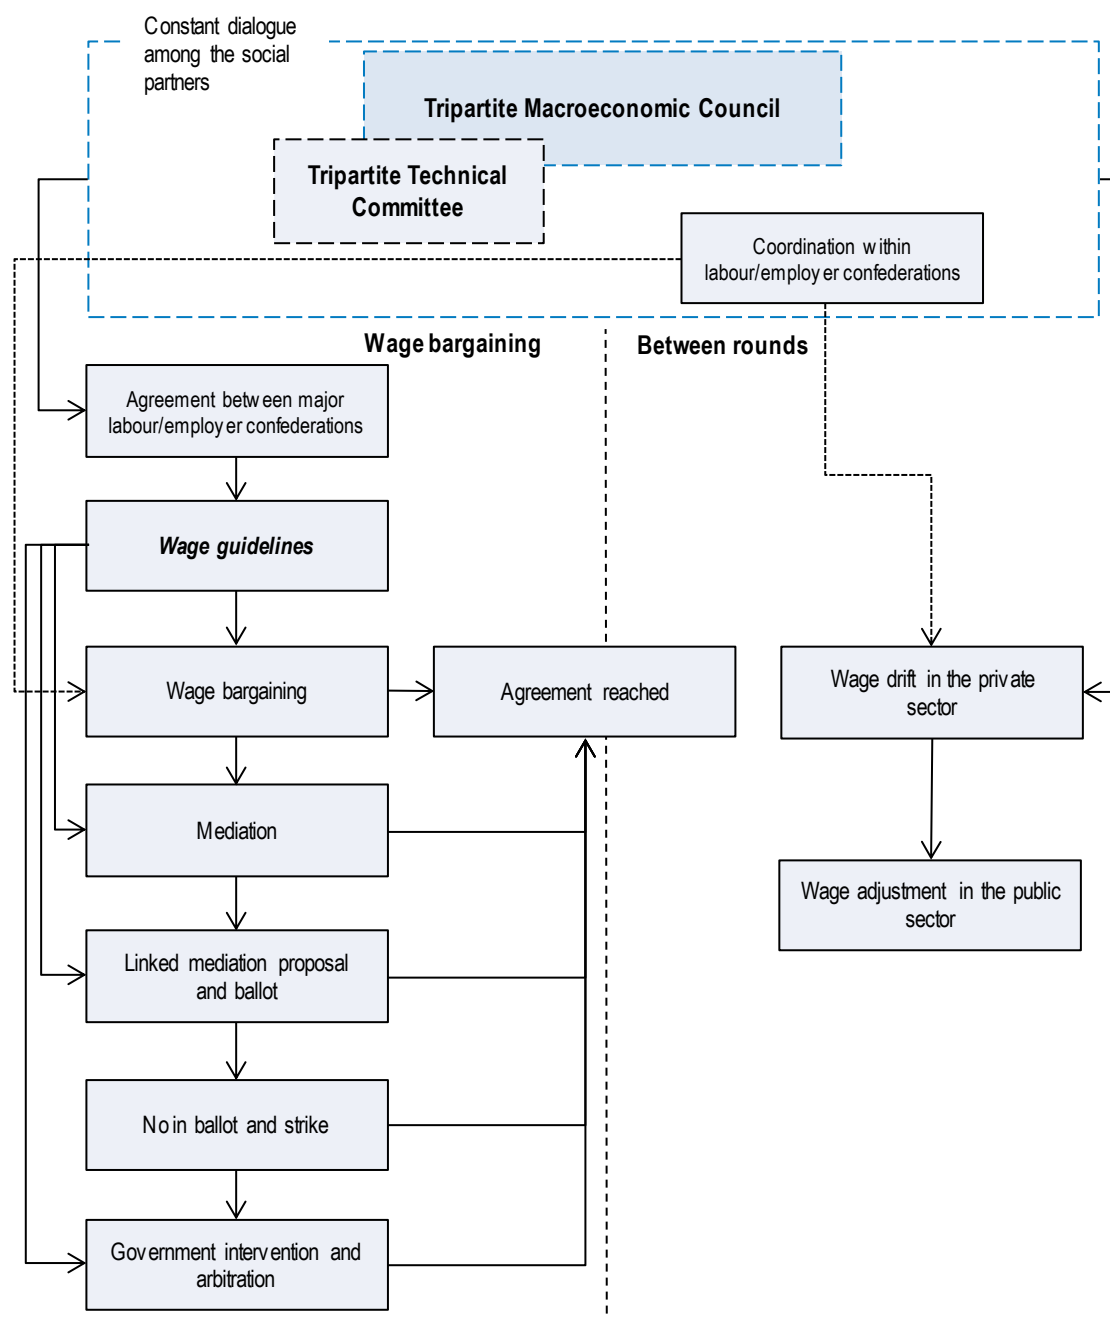 Constant dialogue
among the social
partners
Tripartite Macroeconomic Council
Tripartite Technical
Committee
Coordination within
labour/employer confederations
Wage bargaining
Between rounds
Agreement between major
labour/employer confederations
Wage guidelines
Wage bargaining
Agreement reached
Wage drift in the private
sector
Mediation
Wage adjustment in the public
sector
Linked mediation proposal
and ballot
No in ballot and strike
Government intervention and
arbitration